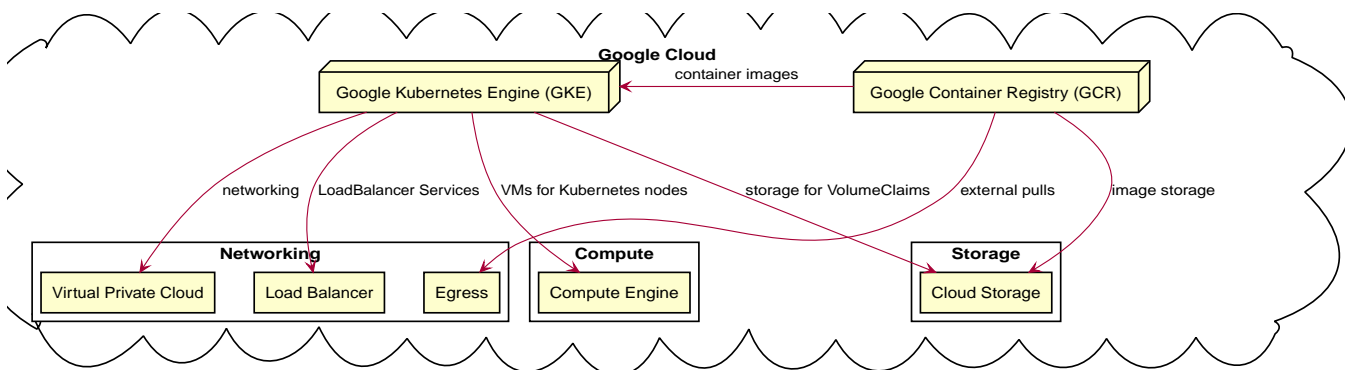 Google Cloud
container images
Google Kubernetes Engine (GKE)
Google Container Registry (GCR)
networking
LoadBalancer Services
VMs for Kubernetes nodes
storage for VolumeClaims
external pulls
image storage
Networking
Compute
Storage
Virtual Private Cloud
Load Balancer
Egress
Compute Engine
Cloud Storage